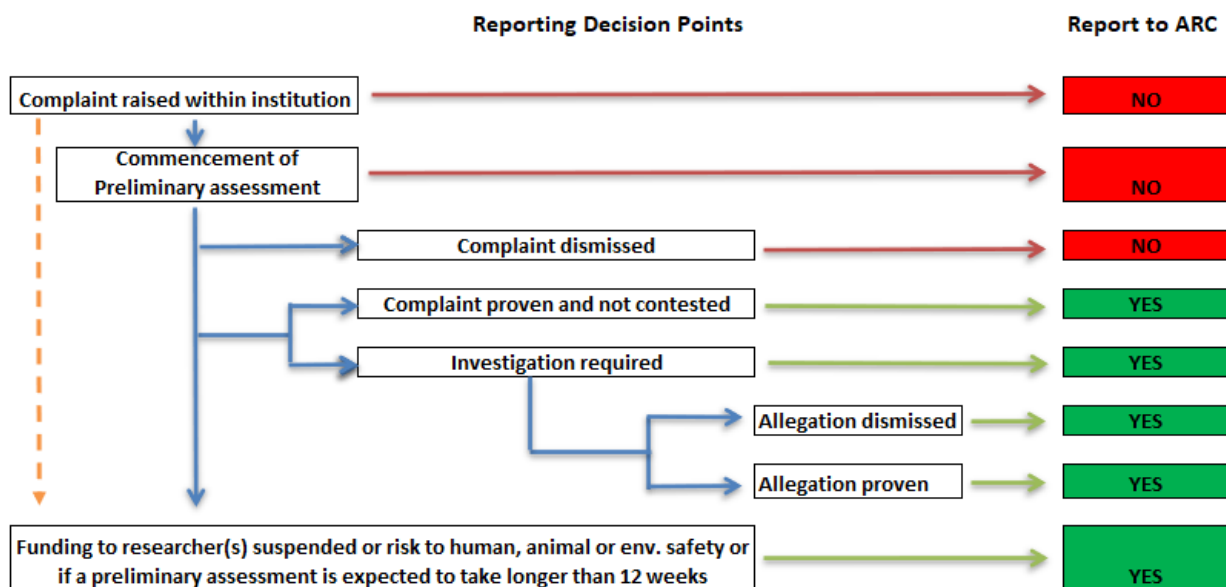 Reporting Decision Points
Report to ARC
Complaint raised within institution
NO
Commencement of
Preliminary assessment
NO
Complaint dismissed
NO
Complaint proven and not contested
YES
Investigation required
YES
Allegation dismissed
YES
Allegation proven
YES
Funding to researcher(s) suspended or risk to human, animal or env. safety or
if a preliminary assessment is expected to take longer than 12 weeks
YES